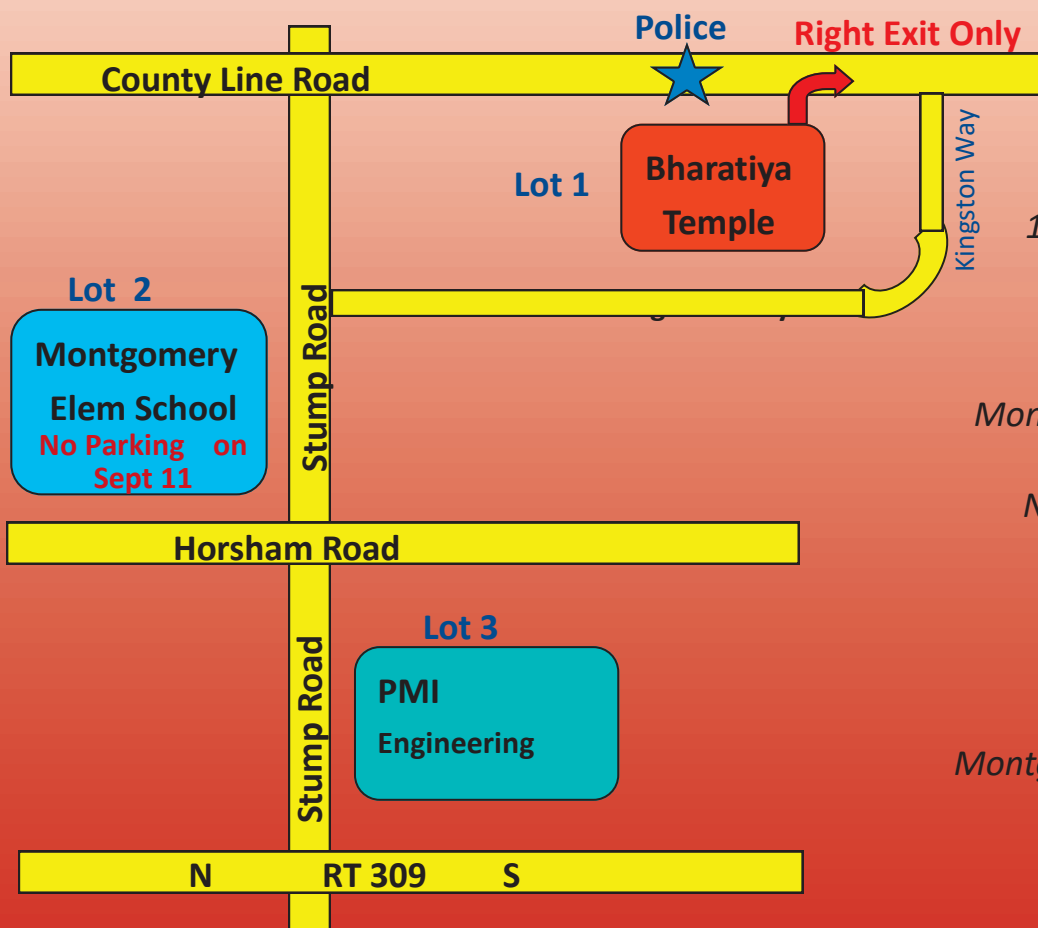 Police
Right Exit Only
County Line Road
Bharatiya
Temple
Lot 1
Kingston Way
Lot 2
Montgomery
Elem School
No Parking on
Sept 11
Stump Road
Horsham Road
Lot 3
PMI
Engineering
Stump Road
N RT 309 S